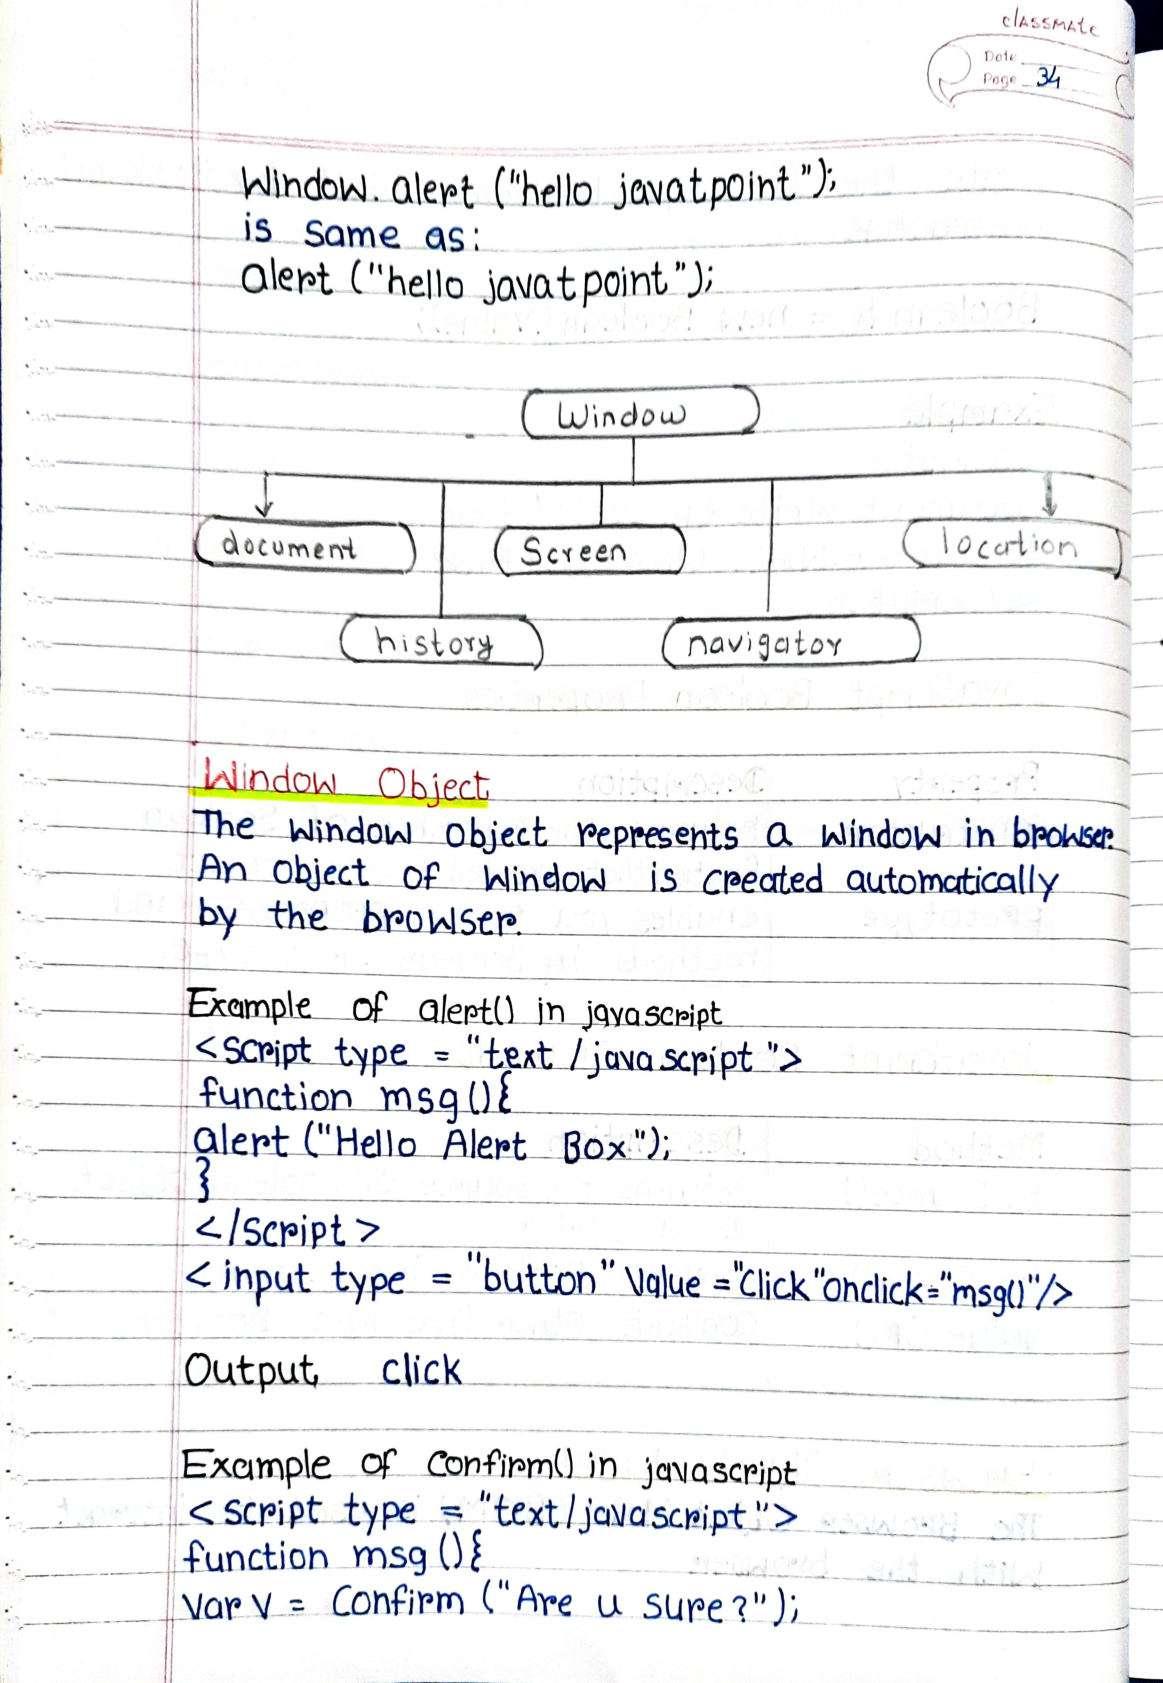 classmate
Date
Page 34
Window.alert ("hello javatpoint");
is same as:
alert ("hello javatpoint");
Window
document
Screen
location
history
navigator
Window Object
The window object represents a window in browser.
An object of window is created automatically
by the browser.
Example of alert() in javascript
<script type = "text/javascript">
function msg(){
alert ("Hello Alert Box");
}
</script>
<input type = "button" value ="Click"onclick="msg()"/>
Output, click
Example of Confirm() in javascript
<script type = "text/javascript">
function msg (){
Var v = Confirm ("Are u sure?");